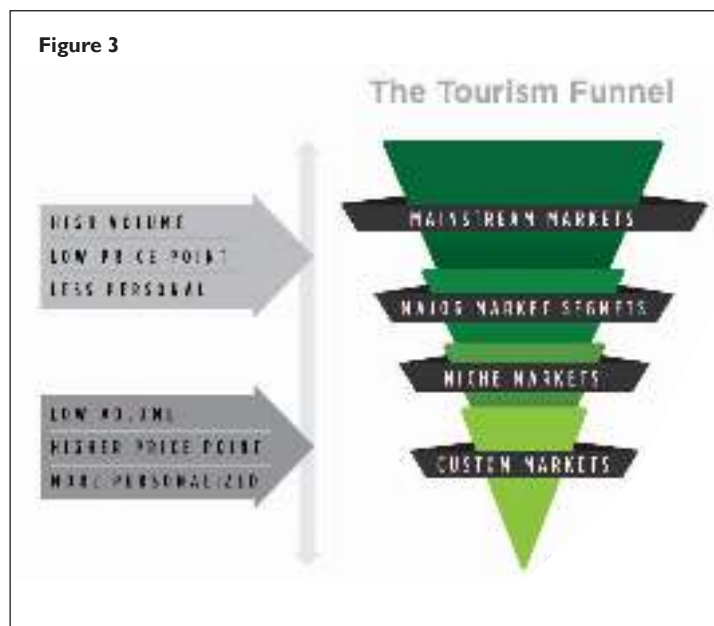 Figure 3
The Tourism Funnel
HIGH VOLUME
LOW PRICE POINT
LESS PERSONAL
MAINSTREAM MARKETS
MAJOR MARKET SEGMETS
NICHE MARKETS
LOW VOLUME
HIGHER PRICE POINT
MORE PERSONALIZED
CUSTOM MARKETS